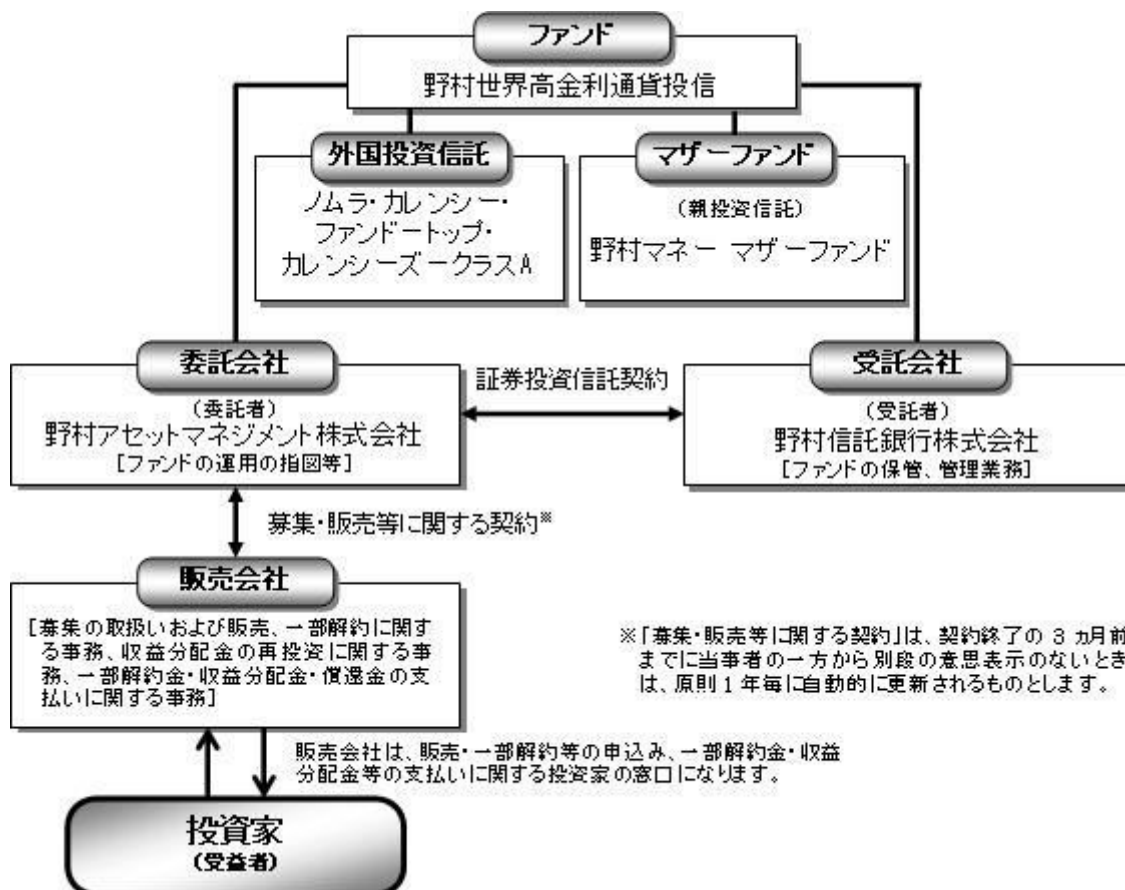 ファンド
野村世界高金利通貨投信
外国投資信託
ノムラ・カレンシー・
ファンドートップ・
カレンシーズークラスA
マザーファンド
(親投資信託)
野村マネー マザーファンド
委託会社
(委託者)
野村アセットマネジメント株式会社
[ファンドの運用の指図等]
証券投資信託契約
受託会社
(受託者)
野村信託銀行株式会社
[ファンドの保管、管理業務]
募集・販売等に関する契約※
販売会社
[募集の取扱いおよび販売、一部解約に関す
る事務、収益分配金の再投資に関する事
務、一部解約金・収益分配金・償還金の支
払いに関する事務]
※「募集・販売等に関する契約」は、契約終了の 3 ヵ月前
までに当事者の一方から別段の意思表示のないとき
は、原則 1 年毎に自動的に更新されるものとします。
販売会社は、販売・一部解約等の申込み、一部解約金・収益
分配金等の支払いに関する投資家の窓口になります。
投資家
(受益者)